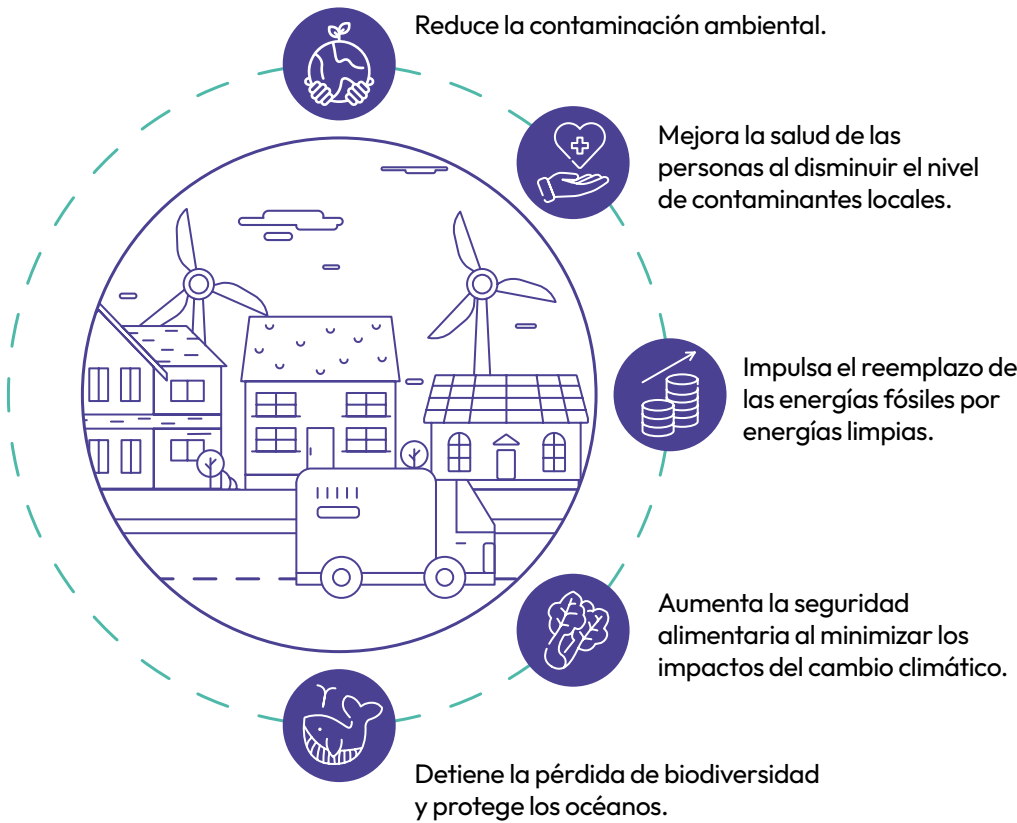 Reduce la contaminación ambiental.
Mejora la salud de las
personas al disminuir el nivel
de contaminantes locales.
Impulsa el reemplazo de
las energías fósiles por
energías limpias.
Aumenta la seguridad
alimentaria al minimizar los
impactos del cambio climático.
Detiene la pérdida de biodiversidad
y protege los océanos.